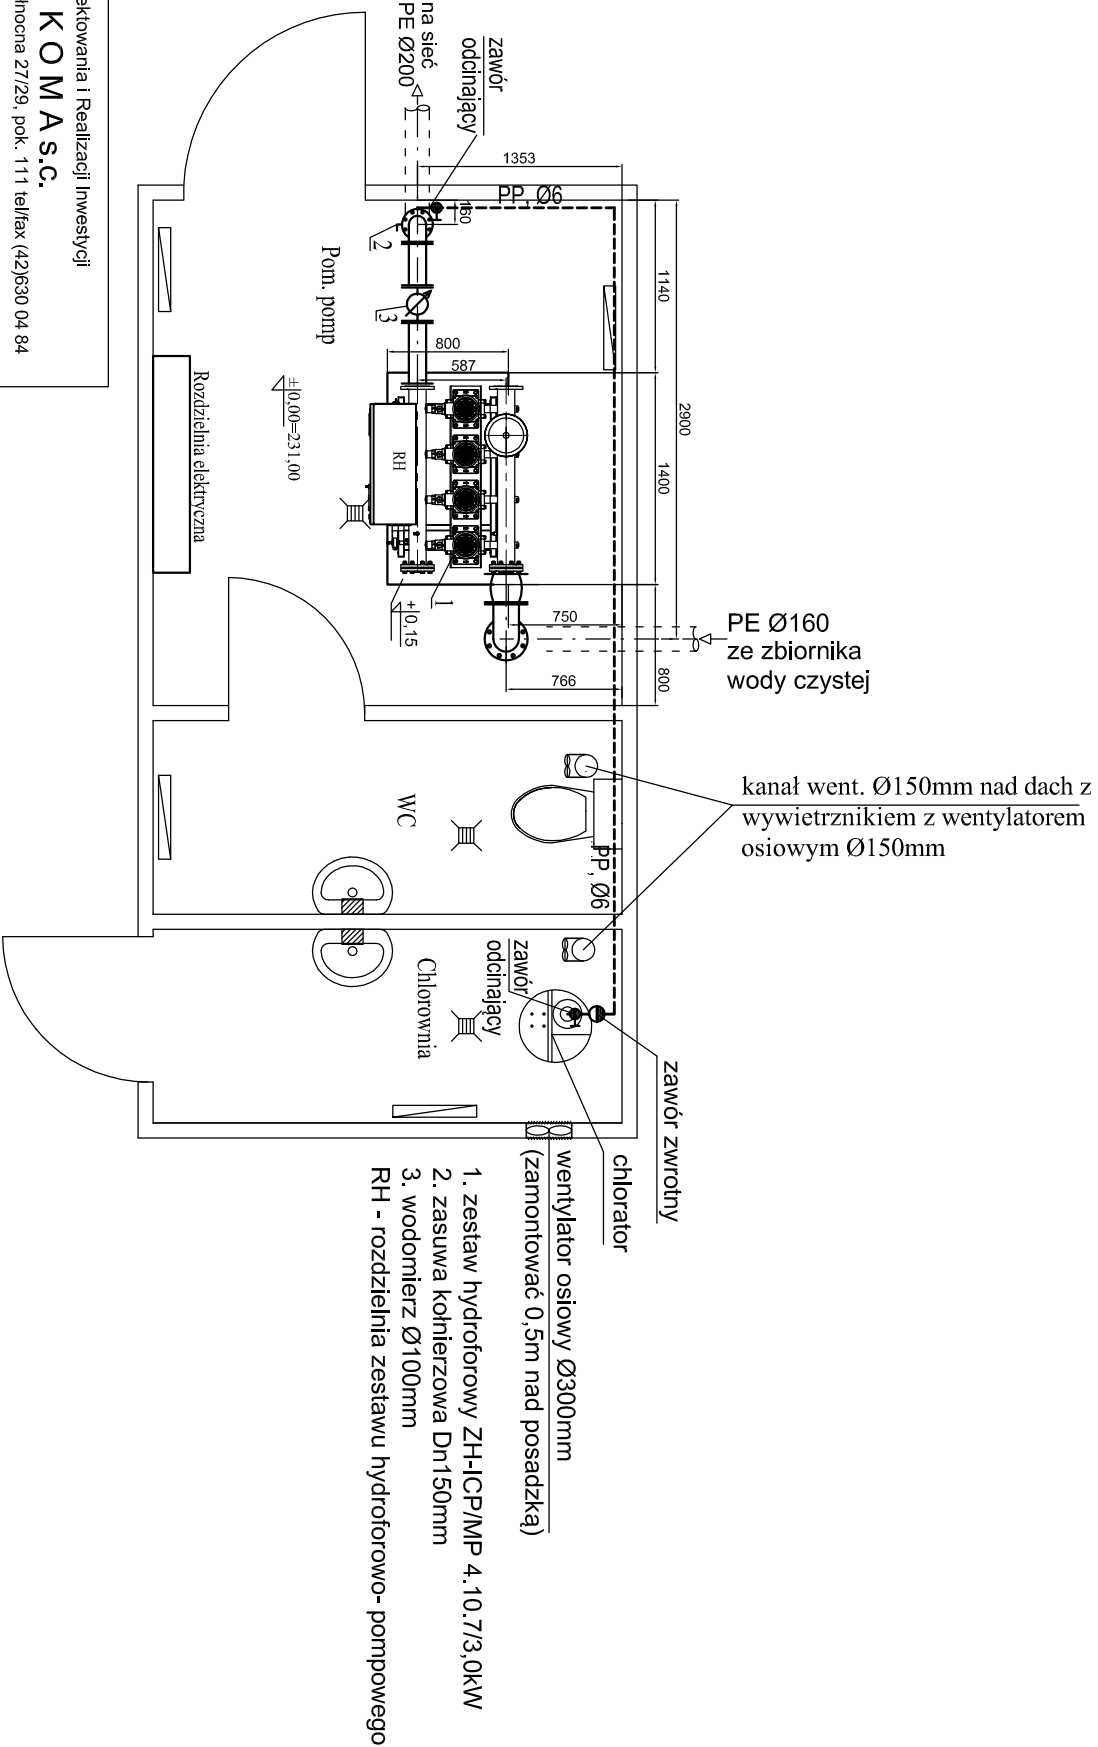 ektowania i Realizacji Inwestycji
K O M A s.c.
nocna 27/29, pok. 111 tel/fax (42)630 04 84
na sieć
PE Ø200
zawór
odcinający
1353
PP, Ø6
160
2
3
Pom. pomp
1140
2900
800
587
1400
RH
Rozdzielnia elektryczna
±0,00=231,00
1
+0,15
750
766
800
PE Ø160
ze zbiornika
wody czystej
kanał went. Ø150mm nad dach z
wywietrznikiem z wentylatorem
osiowym Ø150mm
WC
PP, Ø6
zawór
odcinający
Chlorownia
zawór zwrotny
chlorator
wentylator osiowy Ø300mm
(zamontować 0,5m nad posadzką)
1. zestaw hydroforowy ZH-ICP/MP 4.10.7/3,0kW
2. zasuwa kołnierzowa Dn150mm
3. wodomierz Ø100mm
RH - rozdzielnia zestawu hydroforowo- pompowego